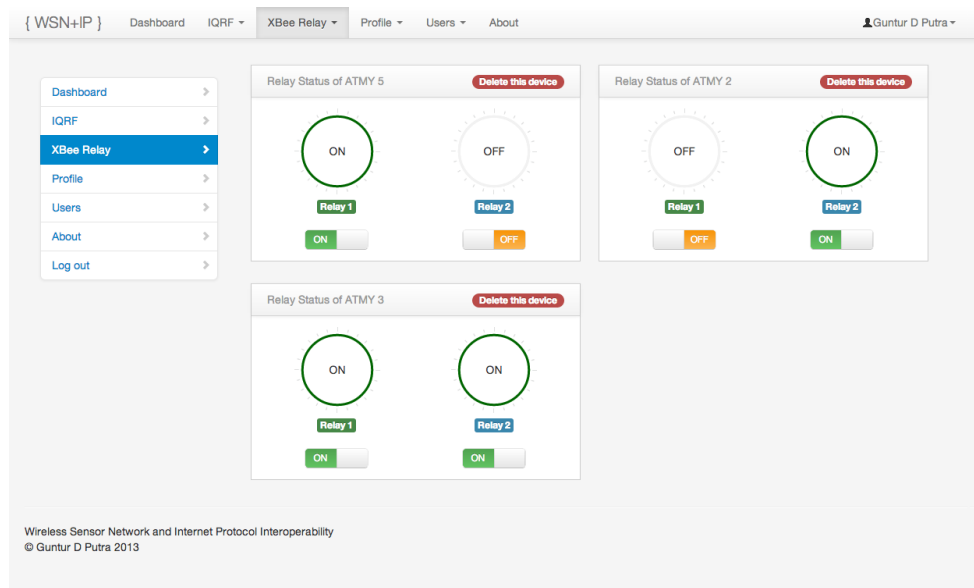 { WSN+IP } Dashboard IQRF XBee Relay Profile Users About Guntur D Putra
Dashboard
IQRF
XBee Relay
Profile
Users
About
Log out
Relay Status of ATMY 5 Delete this device
ON OFF
Relay 1 Relay 2
ON OFF
Relay Status of ATMY 2 Delete this device
OFF ON
Relay 1 Relay 2
OFF ON
Relay Status of ATMY 3 Delete this device
ON ON
Relay 1 Relay 2
ON ON
Wireless Sensor Network and Internet Protocol Interoperability
© Guntur D Putra 2013